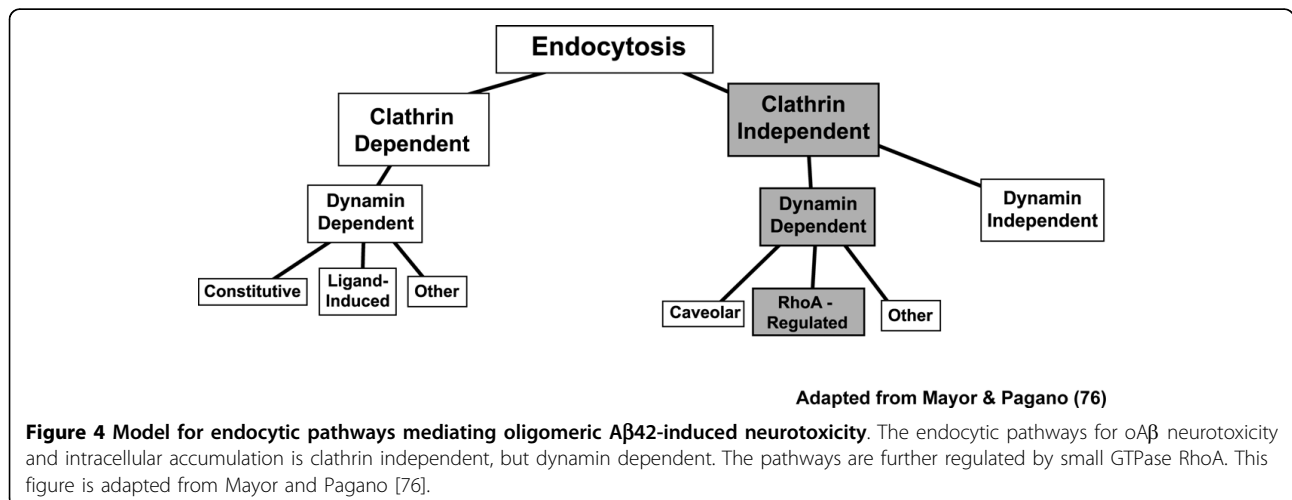 Endocytosis
Clathrin
Dependent
Clathrin
Independent
Dynamin
Dependent
Dynamin
Dependent
Dynamin
Independent
Constitutive
Ligand-
Induced
Other
Caveolar
RhoA -
Regulated
Other
Adapted from Mayor & Pagano (76)
Figure 4 Model for endocytic pathways mediating oligomeric Aβ42-induced neurotoxicity. The endocytic pathways for oAβ neurotoxicity
and intracellular accumulation is clathrin independent, but dynamin dependent. The pathways are further regulated by small GTPase RhoA. This
figure is adapted from Mayor and Pagano [76].